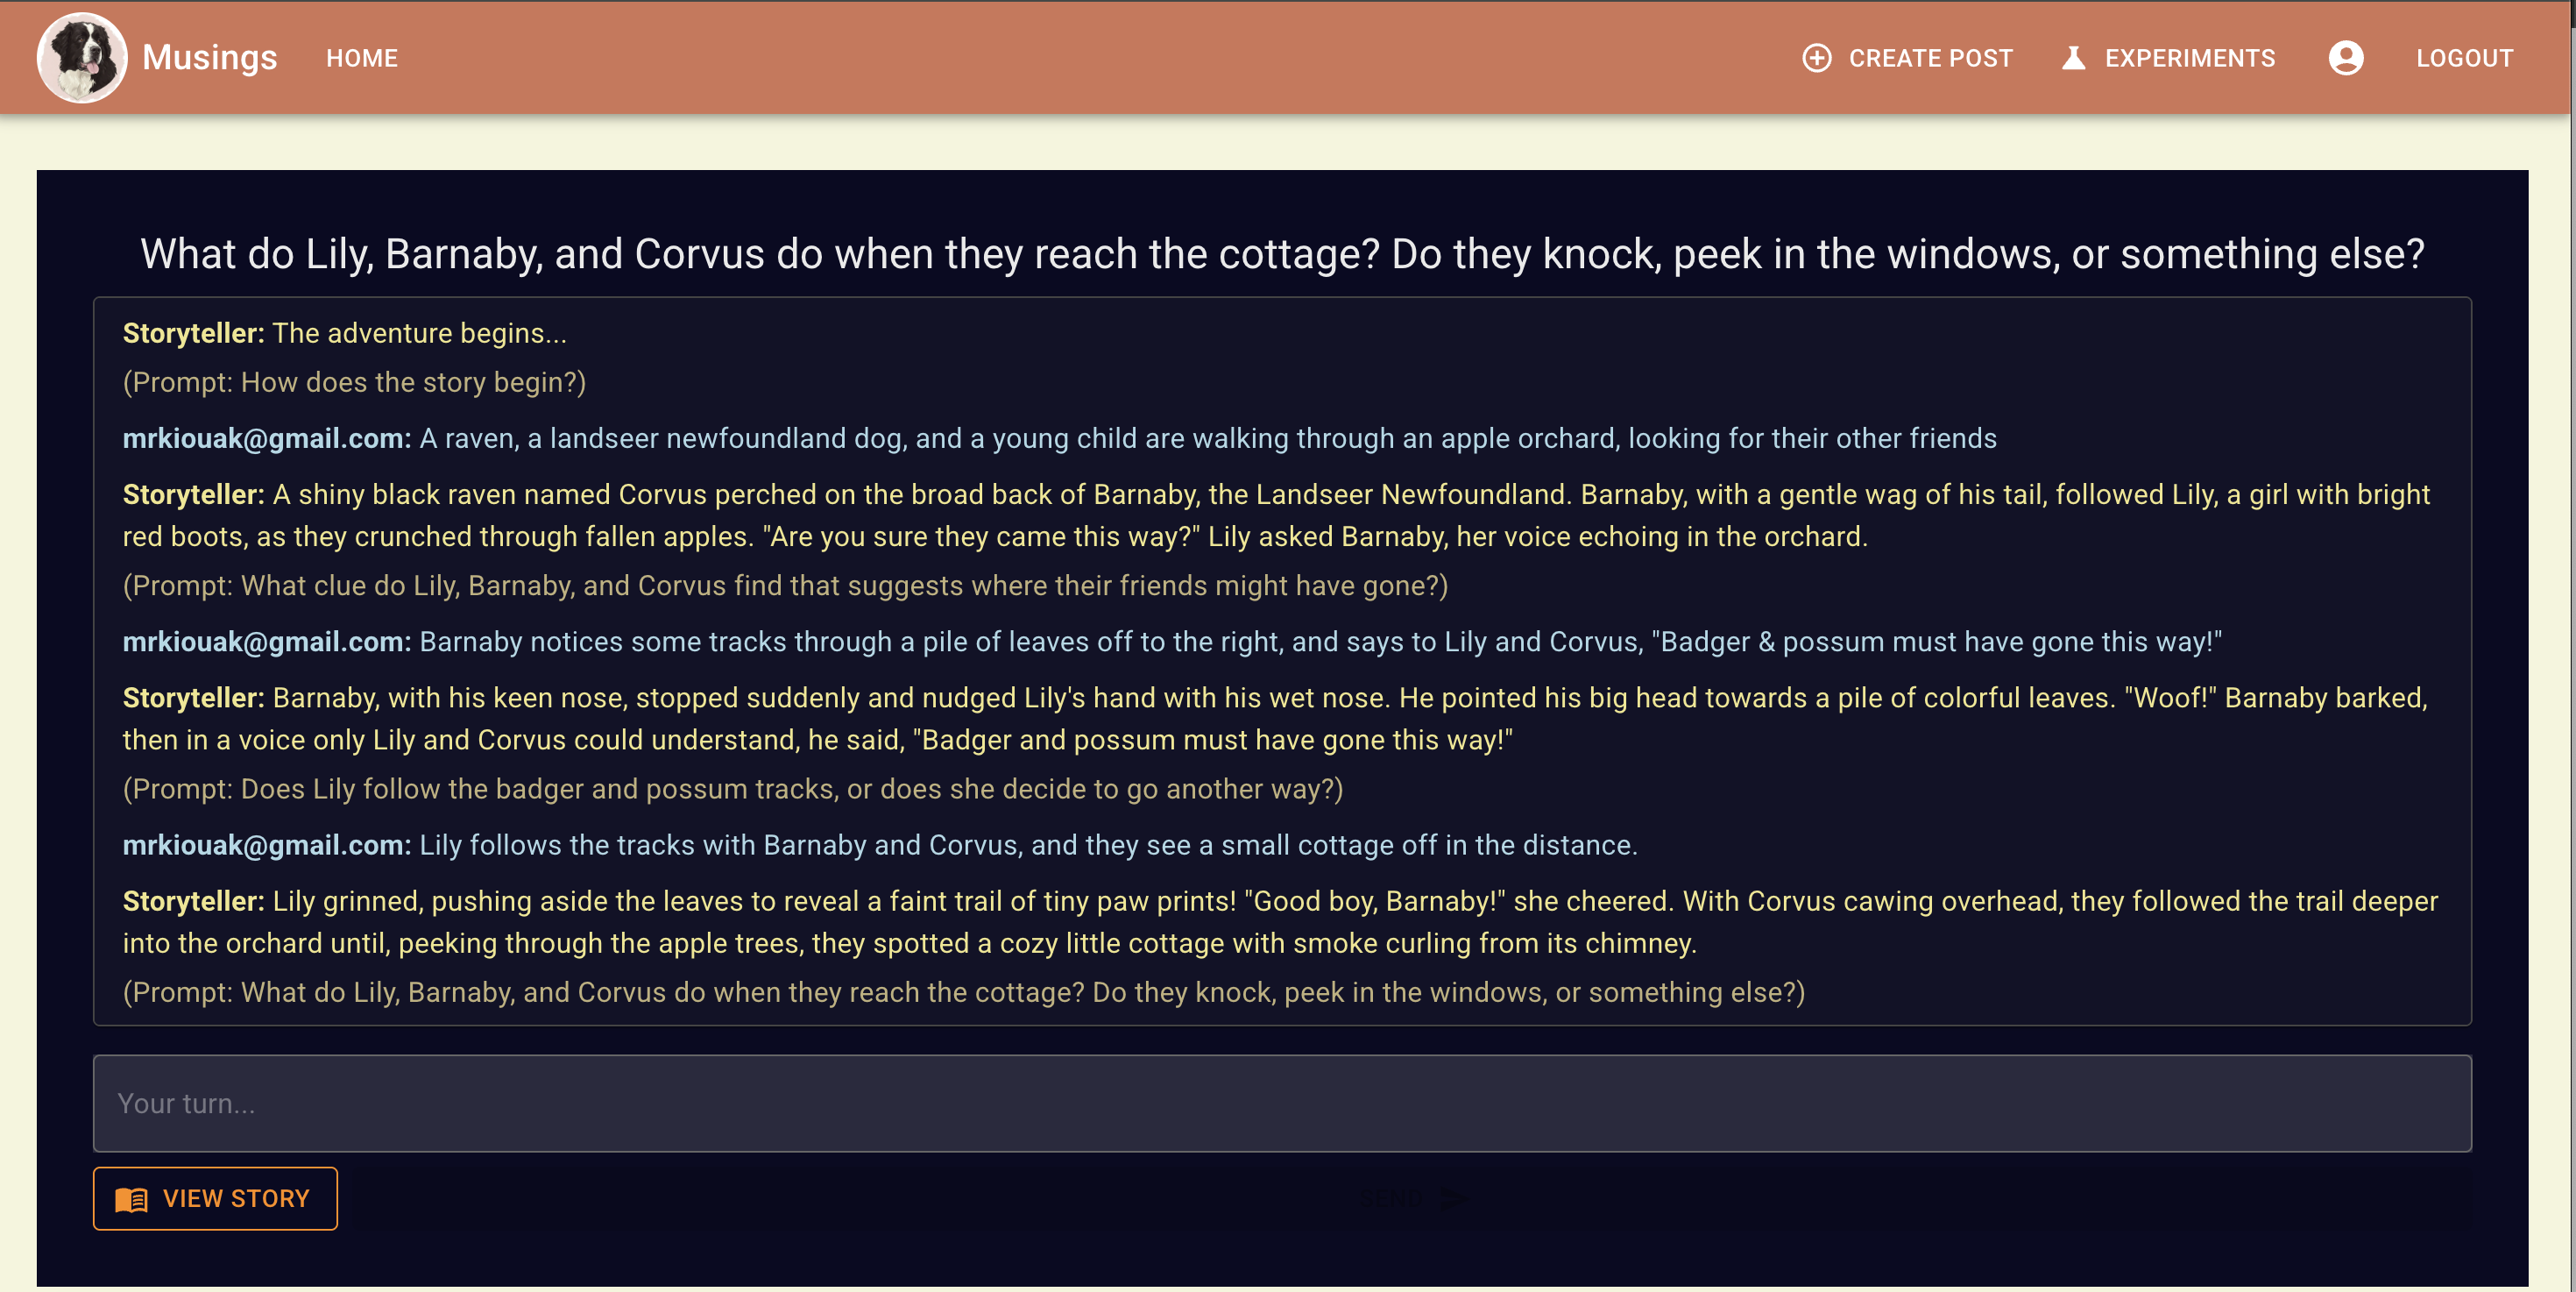 Musings
HOME
CREATE POST
EXPERIMENTS
LOGOUT
What do Lily, Barnaby, and Corvus do when they reach the cottage? Do they knock, peek in the windows, or something else?
Storyteller: The adventure begins...
(Prompt: How does the story begin?)
mrkiouak@gmail.com: A raven, a landseer newfoundland dog, and a young child are walking through an apple orchard, looking for their other friends
Storyteller: A shiny black raven named Corvus perched on the broad back of Barnaby, the Landseer Newfoundland. Barnaby, with a gentle wag of his tail, followed Lily, a girl with bright
red boots, as they crunched through fallen apples. "Are you sure they came this way?" Lily asked Barnaby, her voice echoing in the orchard.
(Prompt: What clue do Lily, Barnaby, and Corvus find that suggests where their friends might have gone?)
mrkiouak@gmail.com: Barnaby notices some tracks through a pile of leaves off to the right, and says to Lily and Corvus, "Badger & possum must have gone this way!"
Storyteller: Barnaby, with his keen nose, stopped suddenly and nudged Lily's hand with his wet nose. He pointed his big head towards a pile of colorful leaves. "Woof!" Barnaby barked,
then in a voice only Lily and Corvus could understand, he said, "Badger and possum must have gone this way!"
(Prompt: Does Lily follow the badger and possum tracks, or does she decide to go another way?)
mrkiouak@gmail.com: Lily follows the tracks with Barnaby and Corvus, and they see a small cottage off in the distance.
Storyteller: Lily grinned, pushing aside the leaves to reveal a faint trail of tiny paw prints! "Good boy, Barnaby!" she cheered. With Corvus cawing overhead, they followed the trail deeper
into the orchard until, peeking through the apple trees, they spotted a cozy little cottage with smoke curling from its chimney.
(Prompt: What do Lily, Barnaby, and Corvus do when they reach the cottage? Do they knock, peek in the windows, or something else?)
Your turn...
VIEW STORY
SEND